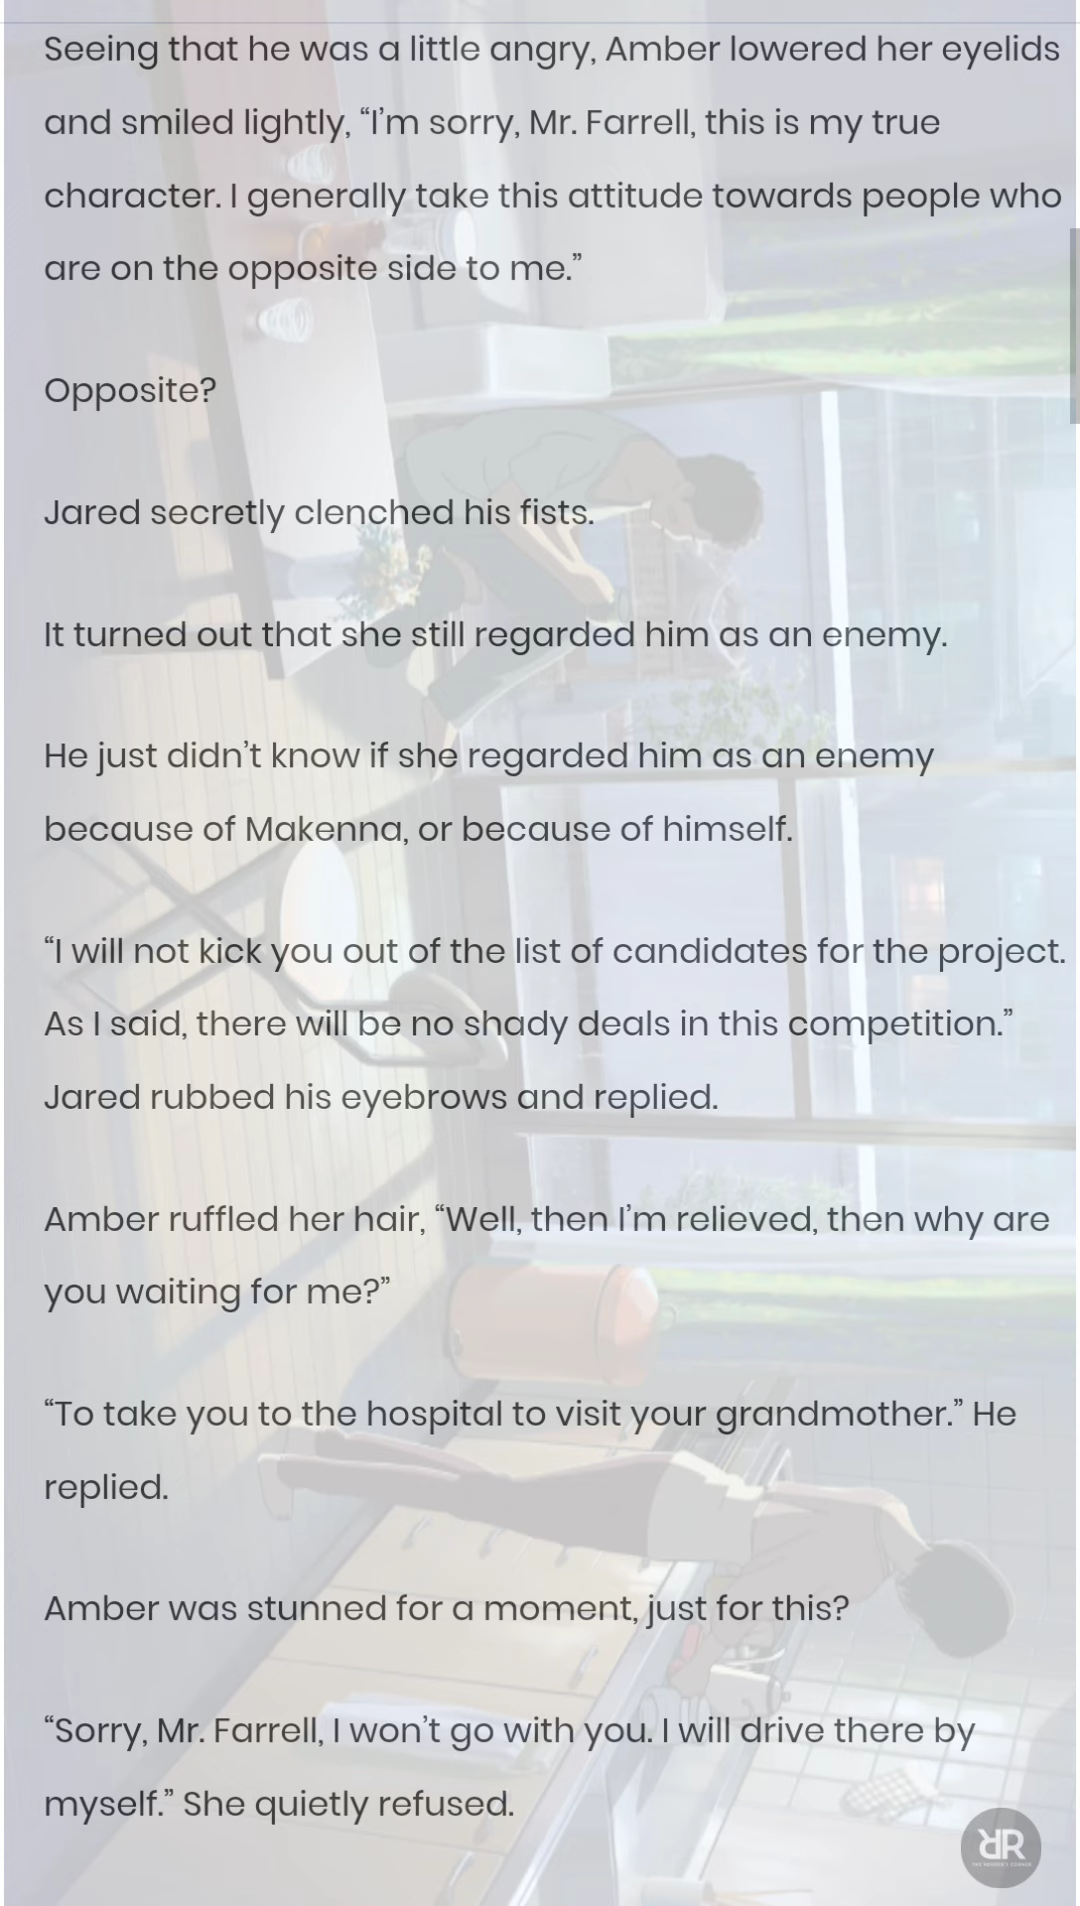 Seeing that he was a little angry, Amber lowered her eyelids
and smiled lightly, “I’m sorry, Mr. Farrell, this is my true
character. I generally take this attitude towards people who
are on the opposite side to me.”
Opposite?
Jared secretly clenched his fists.
It turned out that she still regarded him as an enemy.
He just didn’t know if she regarded him as an enemy
because of Makenna, or because of himself.
“I will not kick you out of the list of candidates for the project.
As I said, there will be no shady deals in this competition.”
Jared rubbed his eyebrows and replied.
Amber ruffled her hair, “Well, then I’m relieved, then why are
you waiting for me?”
“To take you to the hospital to visit your grandmother.” He
replied.
Amber was stunned for a moment, just for this?
“Sorry, Mr. Farrell, I won’t go with you. I will drive there by
myself.” She quietly refused.